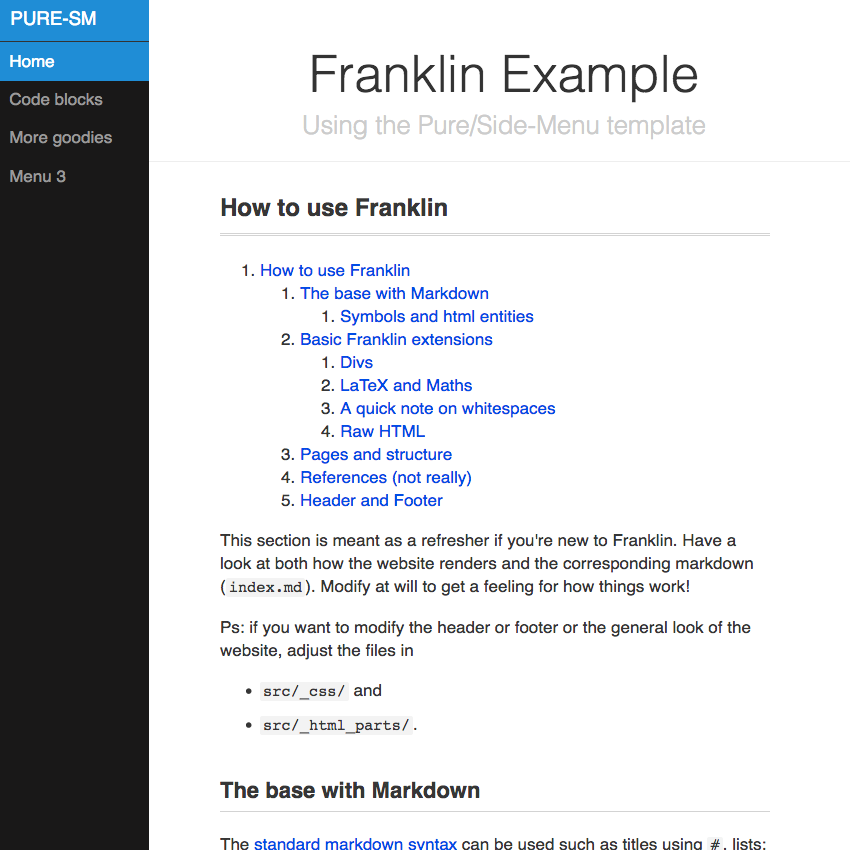 PURE-SM
Home
Code blocks
More goodies
Menu 3
Franklin Example
Using the Pure/Side-Menu template
How to use Franklin
1. How to use Franklin
1. The base with Markdown
1. Symbols and html entities
2. Basic Franklin extensions
1. Divs
2. LaTeX and Maths
3. A quick note on whitespaces
4. Raw HTML
3. Pages and structure
4. References (not really)
5. Header and Footer
This section is meant as a refresher if you're new to Franklin. Have a
look at both how the website renders and the corresponding markdown
(index.md). Modify at will to get a feeling for how things work!
Ps: if you want to modify the header or footer or the general look of the
website, adjust the files in
• src/_css/ and
• src/_html_parts/.
The base with Markdown
The standard markdown syntax can be used such as titles using #, lists: